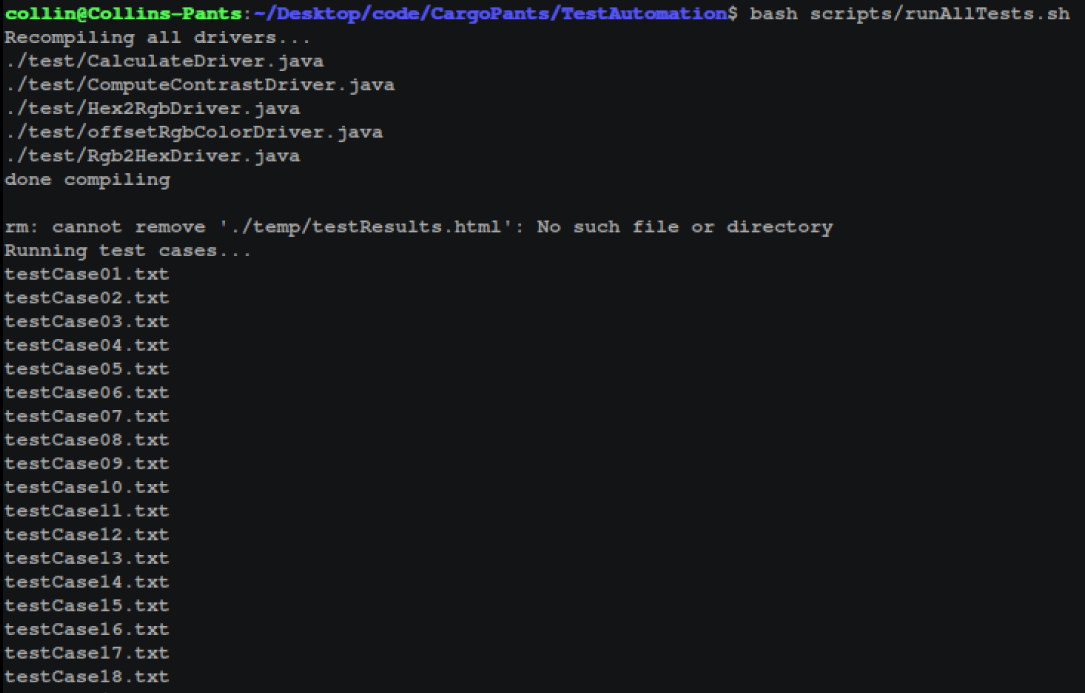 collin@Collins-Pants:~/Desktop/code/CargoPants/TestAutomation$ bash scripts/runAllTests.sh
Recompiling all drivers...
./test/CalculateDriver.java
./test/ComputeContrastDriver.java
./test/Hex2RgbDriver.java
./test/offsetRgbColorDriver.java
./test/Rgb2HexDriver.java
done compiling

rm: cannot remove './temp/testResults.html': No such file or directory
Running test cases...
testCase01.txt
testCase02.txt
testCase03.txt
testCase04.txt
testCase05.txt
testCase06.txt
testCase07.txt
testCase08.txt
testCase09.txt
testCase10.txt
testCase11.txt
testCase12.txt
testCase13.txt
testCase14.txt
testCase15.txt
testCase16.txt
testCase17.txt
testCase18.txt